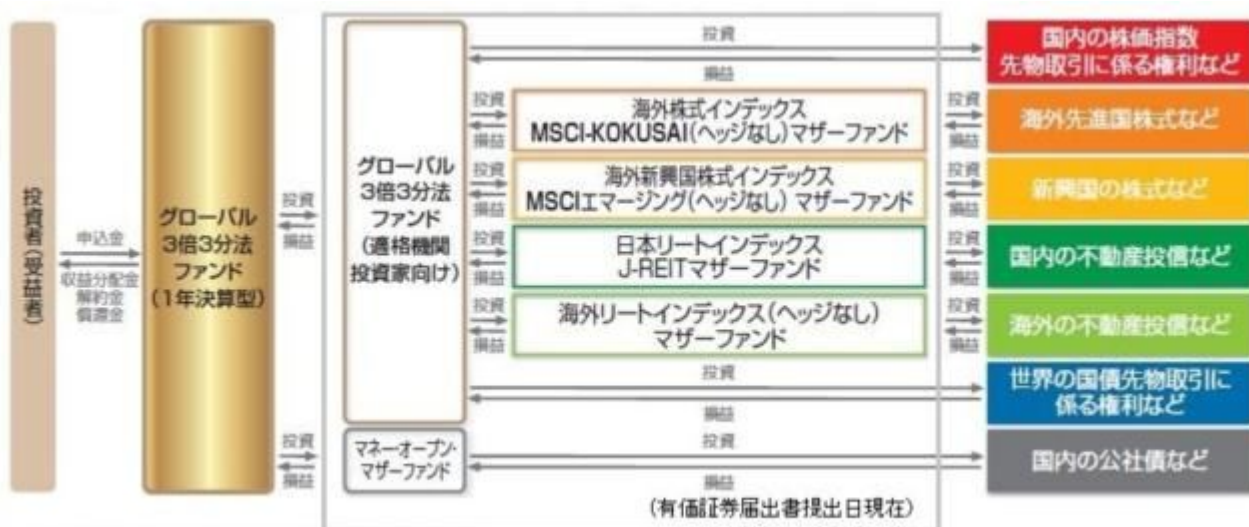 投資者(受益者)
申込金
収益分配金
解約金
償還金
グローバル
3倍3分法
ファンド
(1年決算型)
投資
損益
投資
損益
グローバル
3倍3分法
ファンド
(適格機関
投資家向け)
マネー・オープン・
マザーファンド
投資
損益
国内の株価指数
先物取引に係る権利など
投資
損益
海外株式インデックス
MSCI-KOKUSAI(ヘッジなし)マザーファンド
投資
損益
海外先進国株式など
投資
損益
海外新興国株式インデックス
MSCIエマージング(ヘッジなし) マザーファンド
投資
損益
新興国の株式など
投資
損益
日本リートインデックス
J-REITマザーファンド
投資
損益
国内の不動産投信など
投資
損益
海外リートインデックス(ヘッジなし)
マザーファンド
投資
損益
海外の不動産投信など
投資
損益
世界の国債先物取引に
係る権利など
投資
損益
国内の公社債など
(有価証券届出書提出日現在)